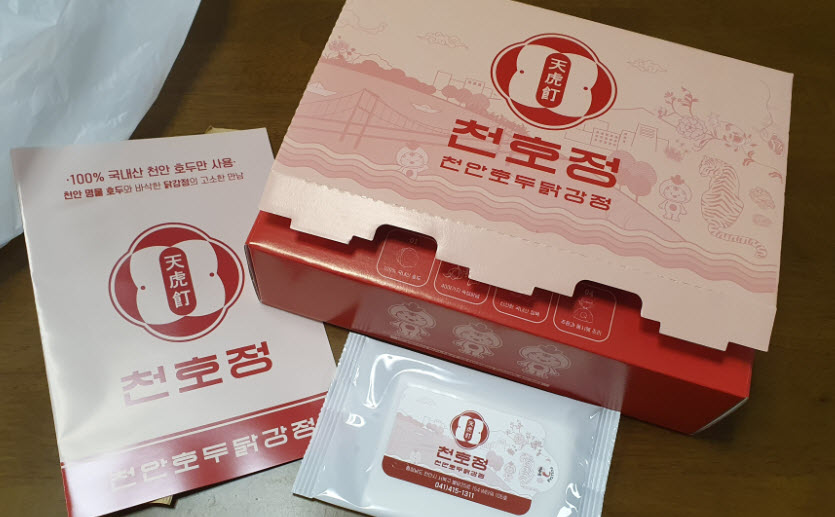 天虎飣
천호정
천안호두닭강정
·100% 국내산 천안 호두만 사용·
천안 명물 호두와 바삭한 닭강정의 고소한 만남
天虎飣
천호정
천안호두닭강정
天虎飣
천호정
천안호두닭강정
041)415-1311